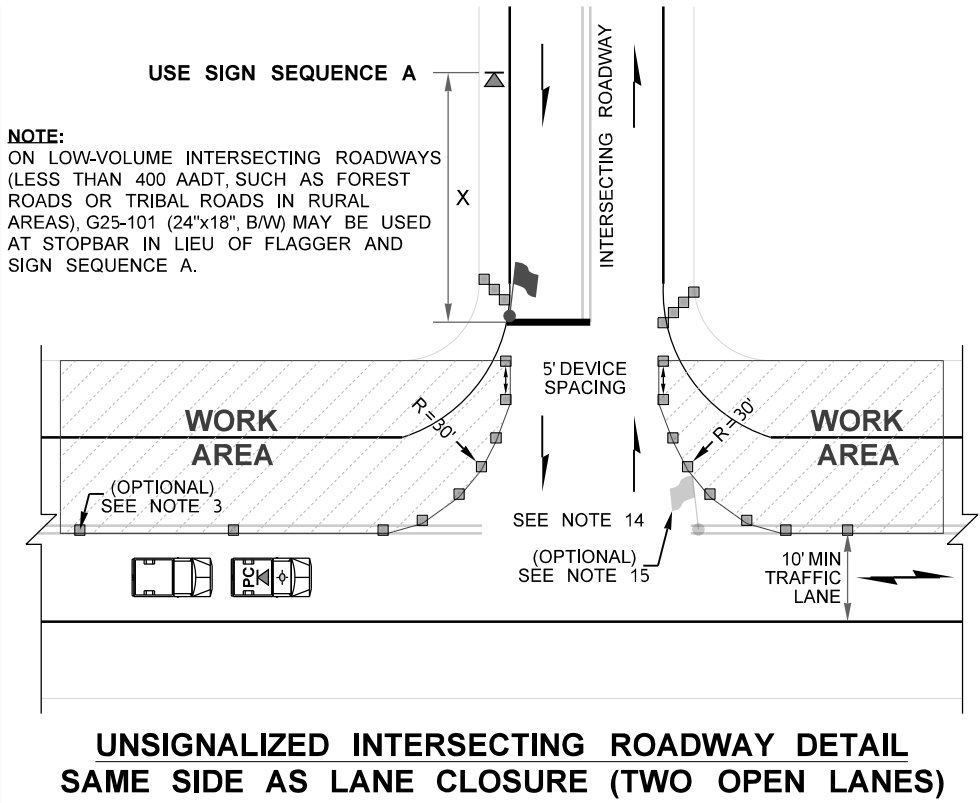 USE SIGN SEQUENCE A
NOTE:
ON LOW-VOLUME INTERSECTING ROADWAYS
(LESS THAN 400 AADT, SUCH AS FOREST
ROADS OR TRIBAL ROADS IN RURAL
AREAS), G25-101 (24"x18", B/W) MAY BE USED
AT STOPBAR IN LIEU OF FLAGGER AND
SIGN SEQUENCE A.
X
INTERSECTING ROADWAY
5' DEVICE
SPACING
WORK
AREA
R = 30'
R = 30'
WORK
AREA
(OPTIONAL)
SEE NOTE 3
SEE NOTE 14
(OPTIONAL)
SEE NOTE 15
10' MIN
TRAFFIC
LANE
PC
UNSIGNALIZED INTERSECTING ROADWAY DETAIL
SAME SIDE AS LANE CLOSURE (TWO OPEN LANES)